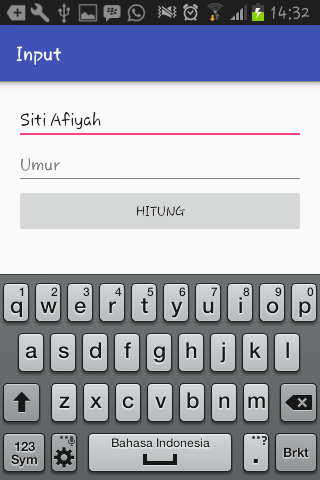 14:32
Input
Siti Afiyah
Umur
HITUNG
1 2 3 4 5 6 7 8 9 0
q w e r t y u i o p
a s d f g h j k l
z x c v b n m
123 Sym
Bahasa Indonesia
. ...?
Brkt